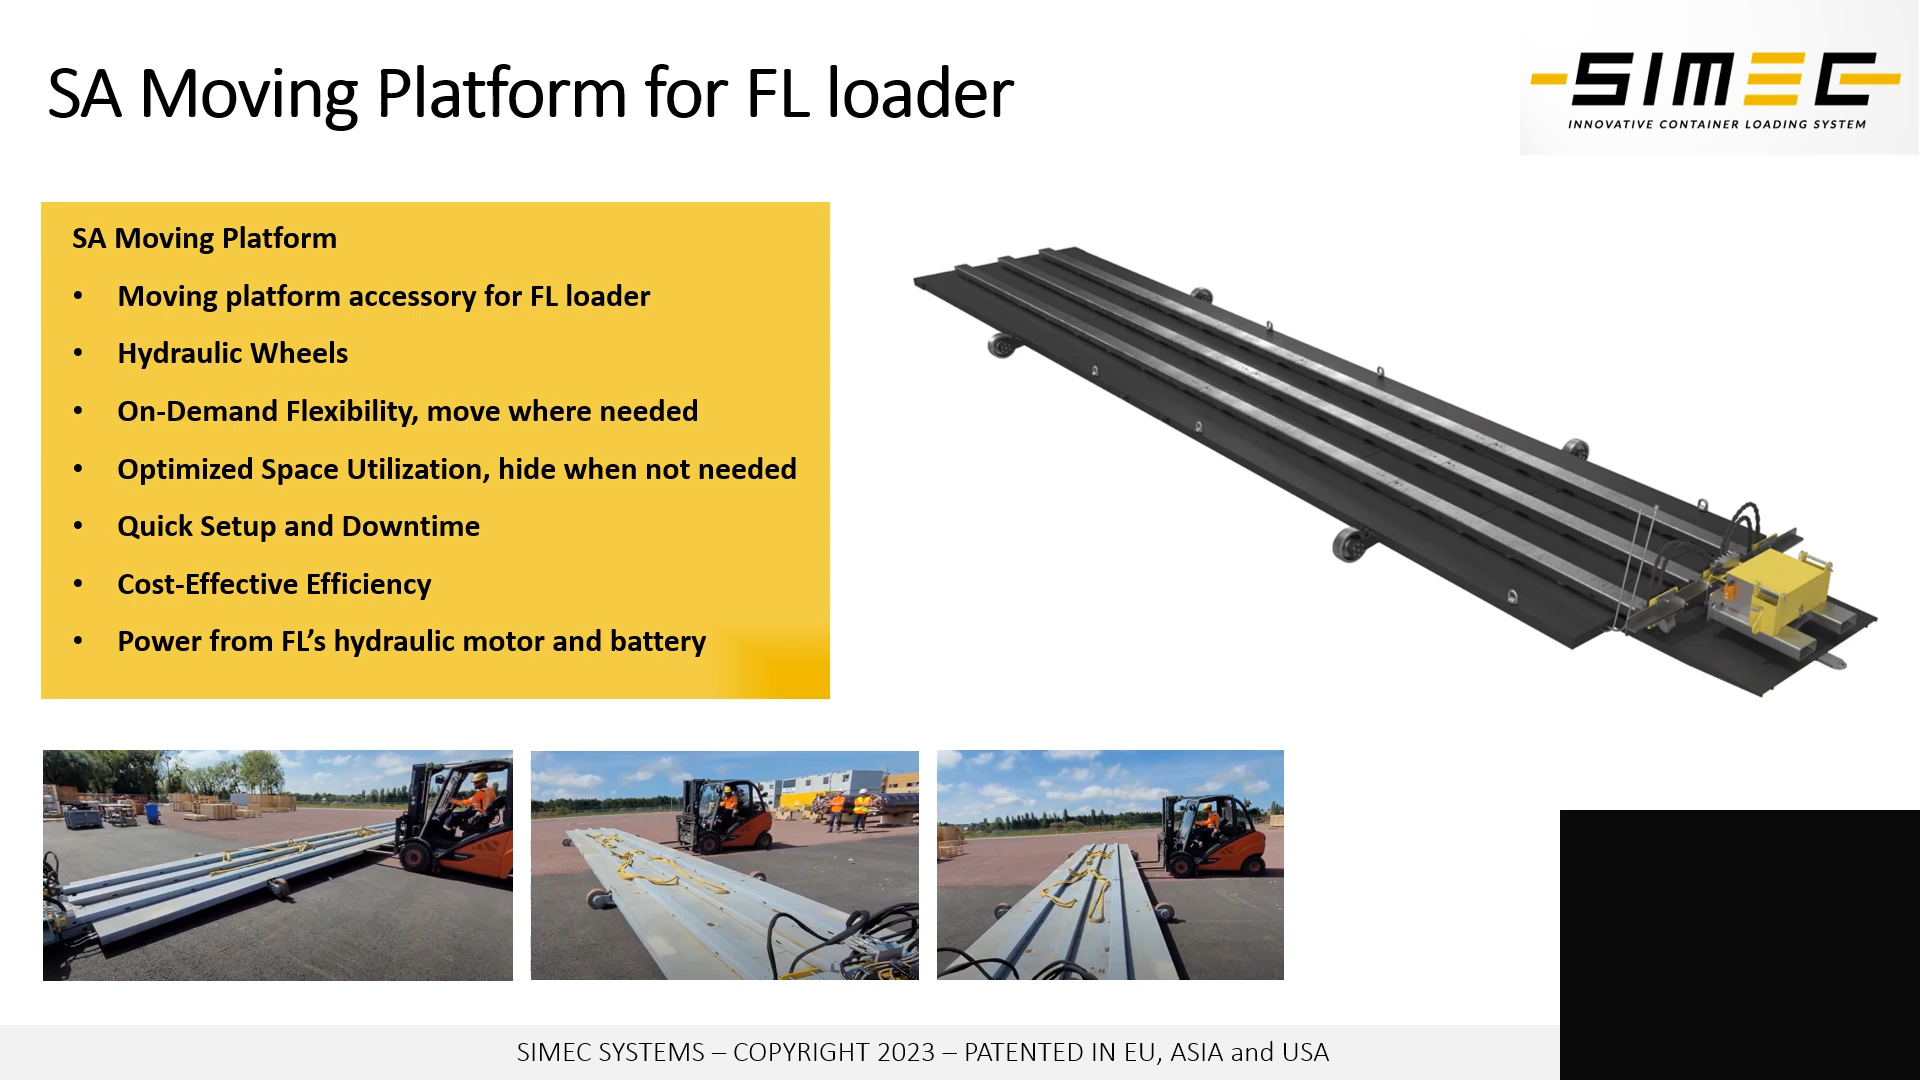 SA Moving Platform for FL loader
SIMEC
INNOVATIVE CONTAINER LOADING SYSTEM
SA Moving Platform
• Moving platform accessory for FL loader
• Hydraulic Wheels
• On-Demand Flexibility, move where needed
• Optimized Space Utilization, hide when not needed
• Quick Setup and Downtime
• Cost-Effective Efficiency
• Power from FL’s hydraulic motor and battery
SIMEC SYSTEMS – COPYRIGHT 2023 – PATENTED IN EU, ASIA and USA